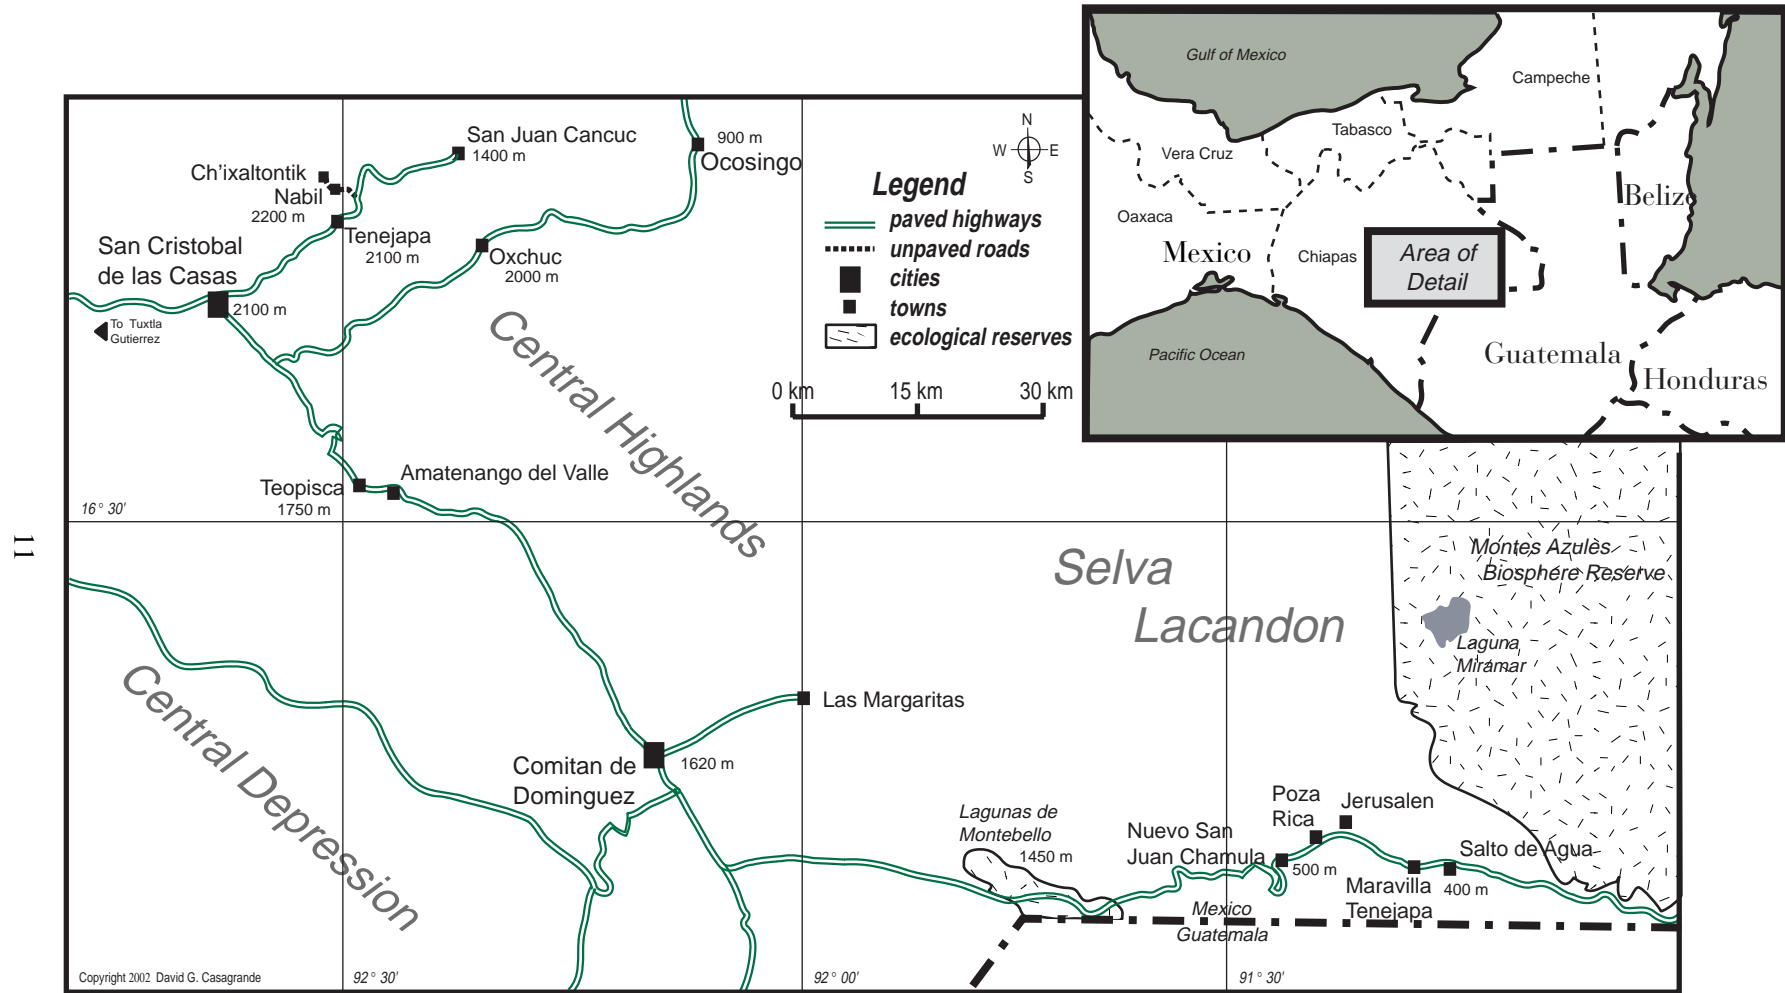 Gulf of Mexico
Campeche
Tabasco
Vera Cruz
Belize
Oaxaca
Mexico
Chiapas
Area of
Detail
Pacific Ocean
Guatemala
Honduras
San Juan Cancuc
1400 m
900 m
Ocosingo
N
W
E
S
Ch'ixaltontik
Nabil
2200 m
Tenejapa
2100 m
San Cristobal
de las Casas
2100 m
Oxchuc
2000 m
To Tuxtla
Gutierrez
Legend
paved highways
unpaved roads
cities
towns
ecological reserves
0 km
15 km
30 km
Central Highlands
Teopisca
1750 m
Amatenango del Valle
16° 30'
11
Selva
Lacandon
Montes Azules
Biosphere Reserve
Laguna
Miramar
Central Depression
Las Margaritas
Comitan de
Dominguez
1620 m
Lagunas de
Montebello
1450 m
Nuevo San
Juan Chamula
500 m
Poza
Rica
Jerusalen
Maravilla
Tenejapa
Salto de Agua
400 m
Mexico
Guatemala
Copyright 2002 David G. Casagrande
92° 30'
92° 00'
91° 30'